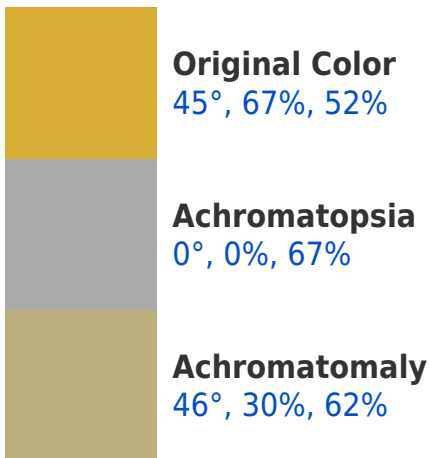 Original Color
45°, 67%, 52%
Achromatopsia
0°, 0%, 67%
Achromatomaly
46°, 30%, 62%